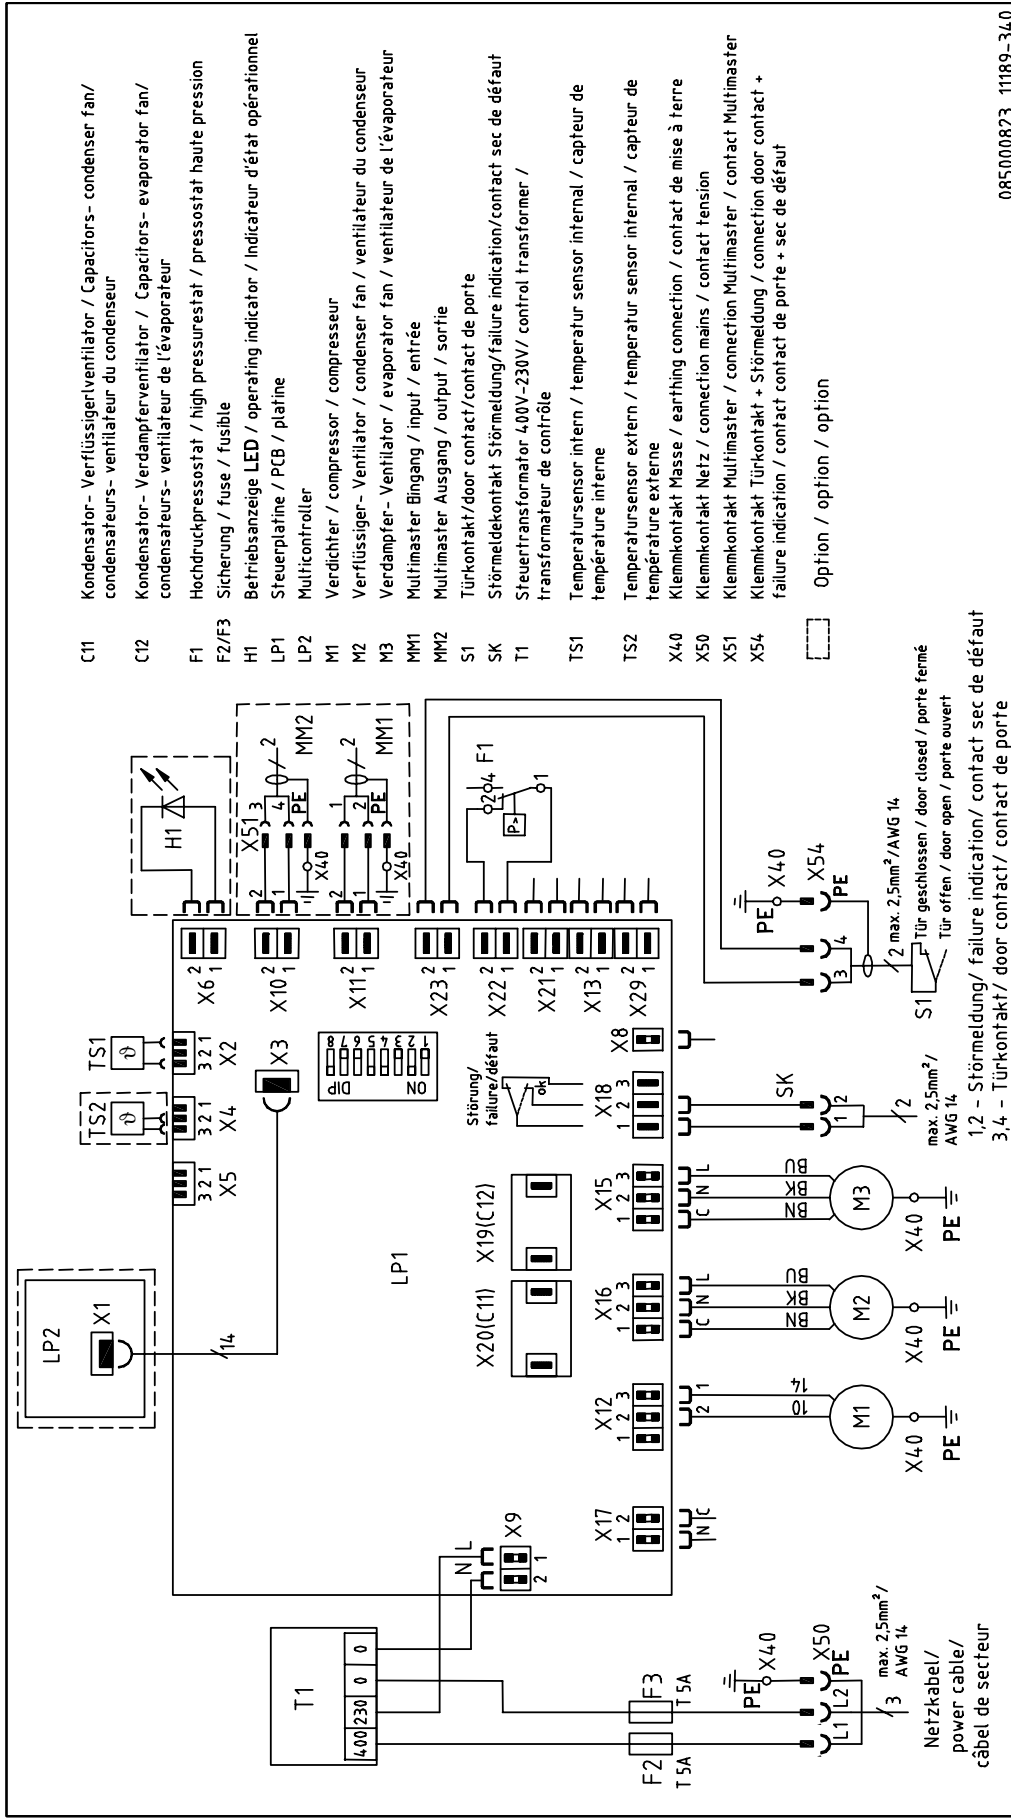 LP2
X1
14
TS2
ϑ
TS1
ϑ
3 2 1
X5
3 2 1
X4
3 2 1
X2
X3
H1
X6
2
1
X51
MM2
2
3
4
PE
X40
2
1
X10
2
1
MM1
2
1
2
PE
X40
2
1
X11
2
1
DIP
ON
1 2 3 4 5 6 7 8
LP1
X23
2
1
X22
2
1
X21
2
1
X13
2
1
X29
2
1
F1
2
4
1
P>
T1
400
230
0
0
N L
X9
2 1
X20(C11)
X19(C12)
Störung/
failure/défaut
ok
X17
1 2
N C
X12
1 2 3
2 1
10 14
M1
X40
PE
X16
1 2 3
C N L
BN BK BU
M2
X40
PE
X15
1 2 3
C N L
BN BK BU
M3
X40
PE
X18
1 2 3
SK
1 2
2
max. 2,5mm²/
AWG 14
X8
F2
T 5A
F3
T 5A
PE
X40
X50
L1 L2 PE
3
max. 2,5mm²/
AWG 14
Netzkabel/
power cable/
câbel de secteur
PE
X40
X54
3 4 PE
2 max. 2,5mm²/AWG 14
S1
Tür geschlossen / door closed / porte fermé
Tür offen / door open / porte ouvert
1,2 - Störmeldung/ failure indication/ contact sec de défaut
3,4 - Türkontakt/ door contact/ contact de porte
C11 Kondensator- Verflüssigerlventilator / Capacitors- condenser fan/
condensateurs- ventilateur du condenseur
C12 Kondensator- Verdampferventilator / Capacitors- evaporator fan/
condensateurs- ventilateur de l'évaporateur
F1 Hochdruckpressostat / high pressurestat / pressostat haute pression
F2/F3 Sicherung / fuse / fusible
H1 Betriebsanzeige LED / operating indicator / Indicateur d'état opérationnel
LP1 Steuerplatine / PCB / platine
LP2 Multicontroller
M1 Verdichter / compressor / compresseur
M2 Verflüssiger- Ventilator / condenser fan / ventilateur du condenseur
M3 Verdampfer- Ventilator / evaporator fan / ventilateur de l'évaporateur
MM1 Multimaster Eingang / input / entrée
MM2 Multimaster Ausgang / output / sortie
S1 Türkontakt/door contact/contact de porte
SK Störmeldekontakt Störmeldung/failure indication/contact sec de défaut
T1 Steuertransformator 400V-230V/ control transformer /
transformateur de contrôle
TS1 Temperatursensor intern / temperatur sensor internal / capteur de
température interne
TS2 Temperatursensor extern / temperatur sensor internal / capteur de
température externe
X40 Klemmkontakt Masse / earthing connection / contact de mise à terre
X50 Klemmkontakt Netz / connection mains / contact tension
X51 Klemmkontakt Multimaster / connection Multimaster / contact Multimaster
X54 Klemmkontakt Türkontakt + Störmeldung / connection door contact +
failure indication / contact contact de porte + sec de défaut
Option / option / option
085000823 11189-340